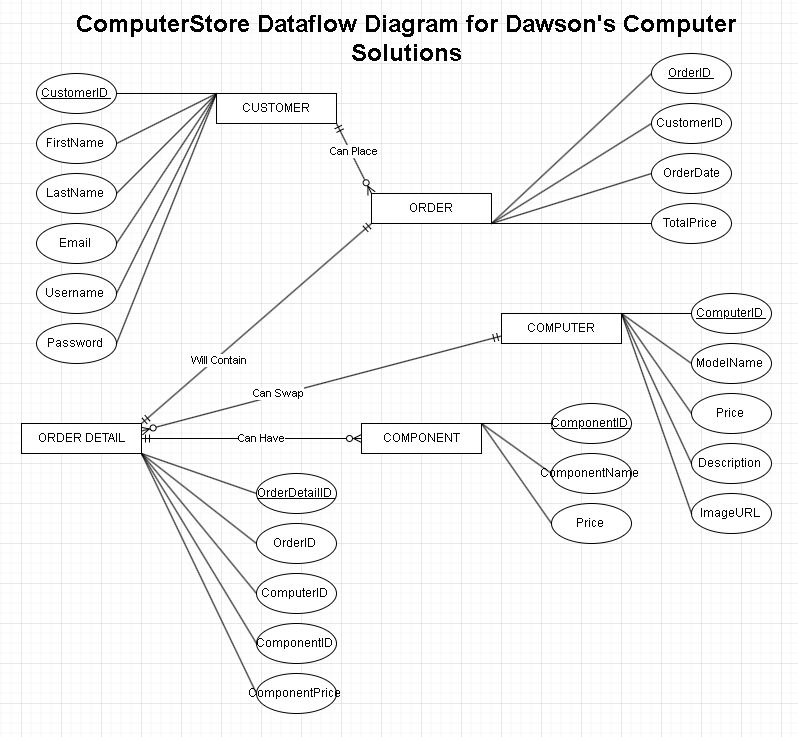 ComputerStore Dataflow Diagram for Dawson's Computer
Solutions
CustomerID
FirstName
LastName
Email
Username
Password
CUSTOMER
Can Place
ORDER
OrderID
CustomerID
OrderDate
TotalPrice
Will Contain
Can Swap
COMPUTER
ComputerID
ModelName
Price
Description
ImageURL
ORDER DETAIL
Can Have
COMPONENT
ComponentID
ComponentName
Price
OrderDetailID
OrderID
ComputerID
ComponentID
ComponentPrice